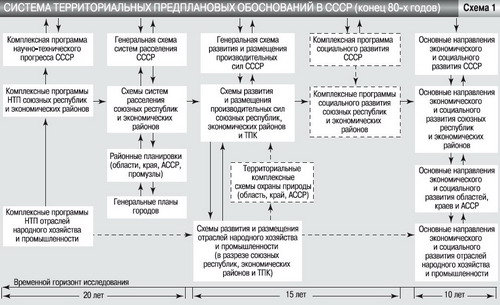 СИСТЕМА ТЕРРИТОРИАЛЬНЫХ ПРЕДПЛАНОВЫХ ОБОСНОВАНИЙ В СССР (конец 80-х годов)
Схема 1
Комплексная программа
научно-технического
прогресса СССР
Генеральная схема
систем расселения
СССР
Генеральная схема
развития и размещения
производительных
сил СССР
Комплексная программа
социального развития
СССР
Основные направления
экономического
и социального
развития СССР
Комплексные программы
НТП союзных республик
и экономических районов
Схемы систем
расселения
союзных республик
и экономических
районов
Схемы развития
и размещения
производительных сил
союзных республик,
экономических районов
и ТПК
Комплексные программы
социального развития
союзных республик
и экономических районов
Основные направления
экономического
и социального
развития союзных
республик
и экономических
районов
Районные планировки
(области, края, АССР,
промузлы)
Территориальные
комплексные
схемы охраны природы
(область, край, АССР)
Основные направления
экономического
и социального
развития областей,
краев и АССР
Генеральные планы
городов
Комплексные программы
НТП отраслей
народного хозяйства
и промышленности
Схемы развития и размещения
отраслей народного хозяйства
и промышленности
(в разрезе союзных
республик, экономических
районов и ТПК)
Основные направления
экономического
и социального
развития отраслей
народного хозяйства
и промышленности
Временной горизонт исследования
20 лет
15 лет
10 лет